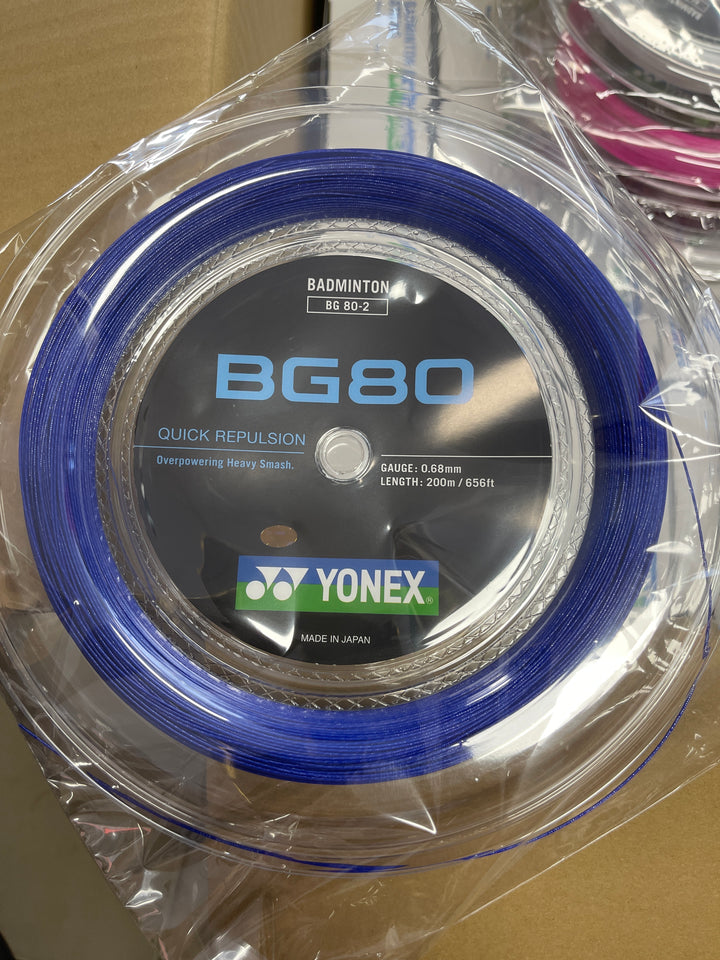 BADMINTON
BG 80-2
BG80
QUICK REPULSION
Overpowering Heavy Smash.
GAUGE: 0.68mm
LENGTH: 200m / 656ft
YONEX®
MADE IN JAPAN